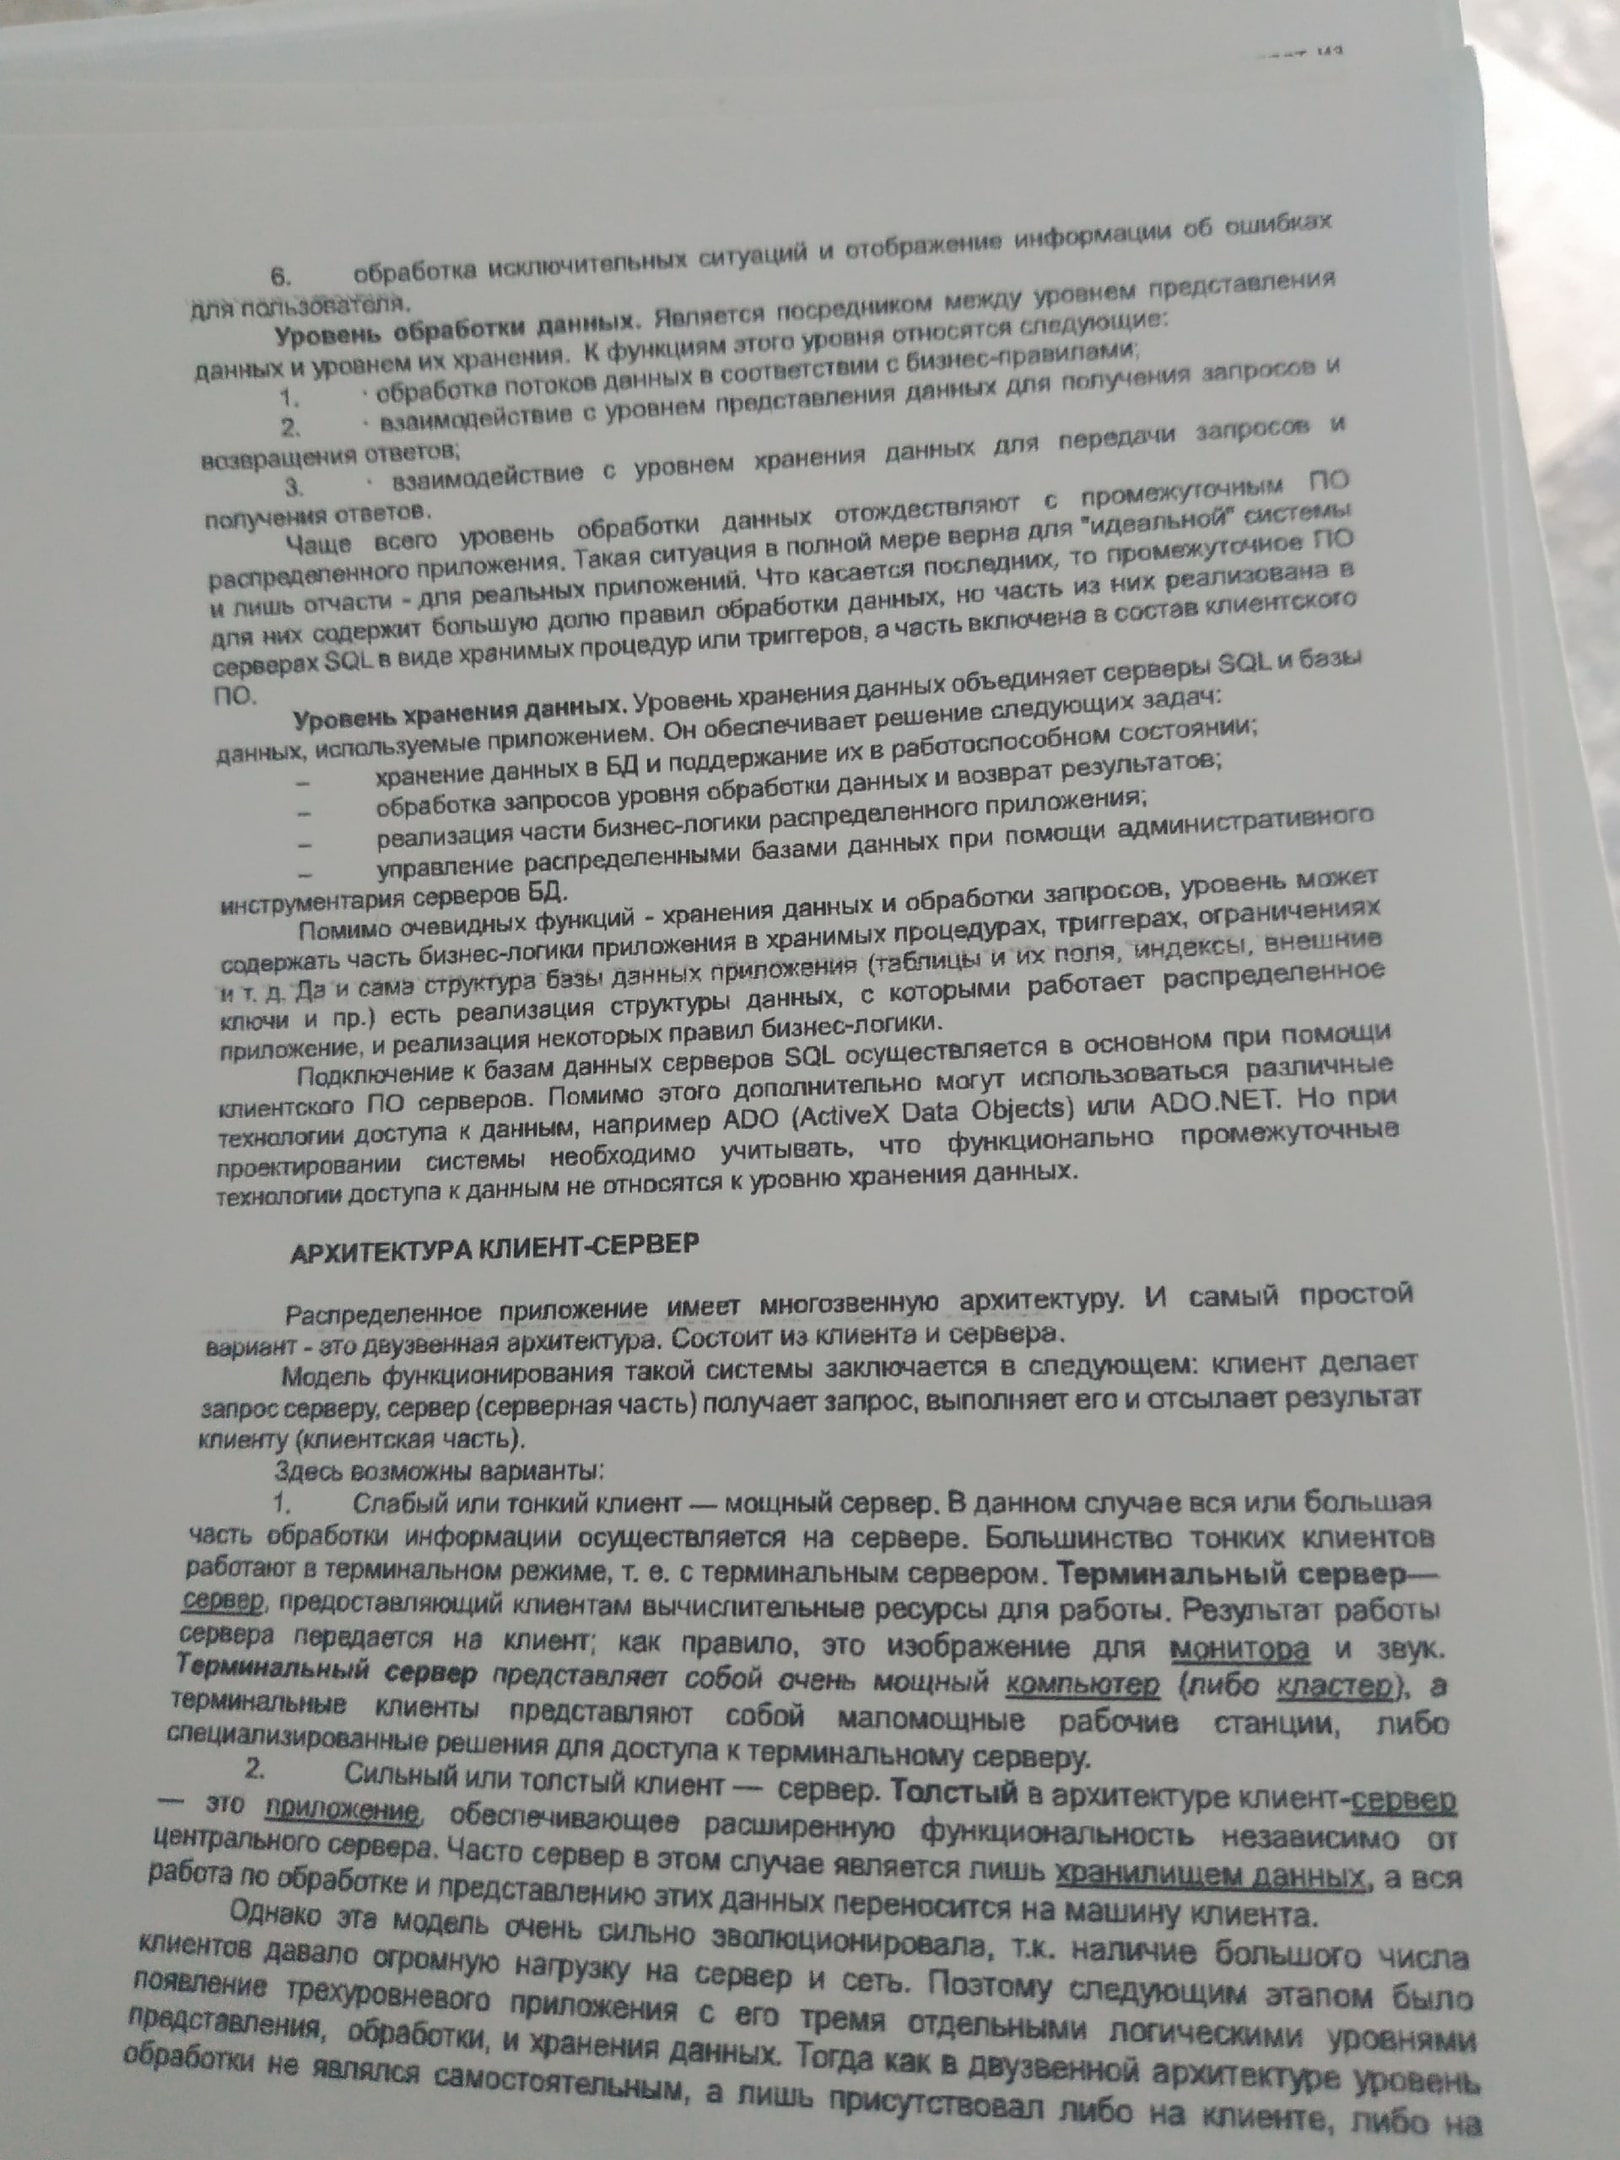 6. обработка исключительных ситуаций и отображение информации об ошибках
для пользователя.
Уровень обработки данных. Является посредником между уровнем представления
данных и уровнем их хранения. К функциям этого уровня относятся следующие:
1. · обработка потоков данных в соответствии с бизнес-правилами;
2. · взаимодействие с уровнем представления данных для получения запросов и
возвращения ответов;
3. · взаимодействие с уровнем хранения данных для передачи запросов и
получения ответов.
Чаще всего уровень обработки данных отождествляют с промежуточным ПО
распределенного приложения. Такая ситуация в полной мере верна для "идеальной" системы
и лишь отчасти - для реальных приложений. Что касается последних, то промежуточное ПО
для них содержит большую долю правил обработки данных, но часть из них реализована в
серверах SQL в виде хранимых процедур или триггеров, а часть включена в состав клиентского
ПО.
Уровень хранения данных. Уровень хранения данных объединяет серверы SQL и базы
данных, используемые приложением. Он обеспечивает решение следующих задач:
– хранение данных в БД и поддержание их в работоспособном состоянии;
– обработка запросов уровня обработки данных и возврат результатов;
– реализация части бизнес-логики распределенного приложения;
– управление распределенными базами данных при помощи административного
инструментария серверов БД.
Помимо очевидных функций - хранения данных и обработки запросов, уровень может
содержать часть бизнес-логики приложения в хранимых процедурах, триггерах, ограничениях
и т. д. Да и сама структура базы данных приложения (таблицы и их поля, индексы, внешние
ключи и пр.) есть реализация структуры данных, с которыми работает распределенное
приложение, и реализация некоторых правил бизнес-логики.
Подключение к базам данных серверов SQL осуществляется в основном при помощи
клиентского ПО серверов. Помимо этого дополнительно могут использоваться различные
технологии доступа к данным, например ADO (ActiveX Data Objects) или ADO.NET. Но при
проектировании системы необходимо учитывать, что функционально промежуточные
технологии доступа к данным не относятся к уровню хранения данных.
АРХИТЕКТУРА КЛИЕНТ-СЕРВЕР
Распределенное приложение имеет многозвенную архитектуру. И самый простой
вариант - это двузвенная архитектура. Состоит из клиента и сервера.
Модель функционирования такой системы заключается в следующем: клиент делает
запрос серверу, сервер (серверная часть) получает запрос, выполняет его и отсылает результат
клиенту (клиентская часть).
Здесь возможны варианты:
1. Слабый или тонкий клиент — мощный сервер. В данном случае вся или большая
часть обработки информации осуществляется на сервере. Большинство тонких клиентов
работают в терминальном режиме, т. е. с терминальным сервером. Терминальный сервер—
сервер, предоставляющий клиентам вычислительные ресурсы для работы. Результат работы
сервера передается на клиент; как правило, это изображение для монитора и звук.
Терминальный сервер представляет собой очень мощный компьютер (либо кластер), а
терминальные клиенты представляют собой маломощные рабочие станции, либо
специализированные решения для доступа к терминальному серверу.
2. Сильный или толстый клиент — сервер. Толстый в архитектуре клиент-сервер
— это приложение, обеспечивающее расширенную функциональность независимо от
центрального сервера. Часто сервер в этом случае является лишь хранилищем данных, а вся
работа по обработке и представлению этих данных переносится на машину клиента.
Однако эта модель очень сильно эволюционировала, т.к. наличие большого числа
клиентов давало огромную нагрузку на сервер и сеть. Поэтому следующим этапом было
появление трехуровневого приложения с его тремя отдельными логическими уровнями
представления, обработки, и хранения данных. Тогда как в двузвенной архитектуре уровень
обработки не являлся самостоятельным, а лишь присутствовал либо на клиенте, либо на